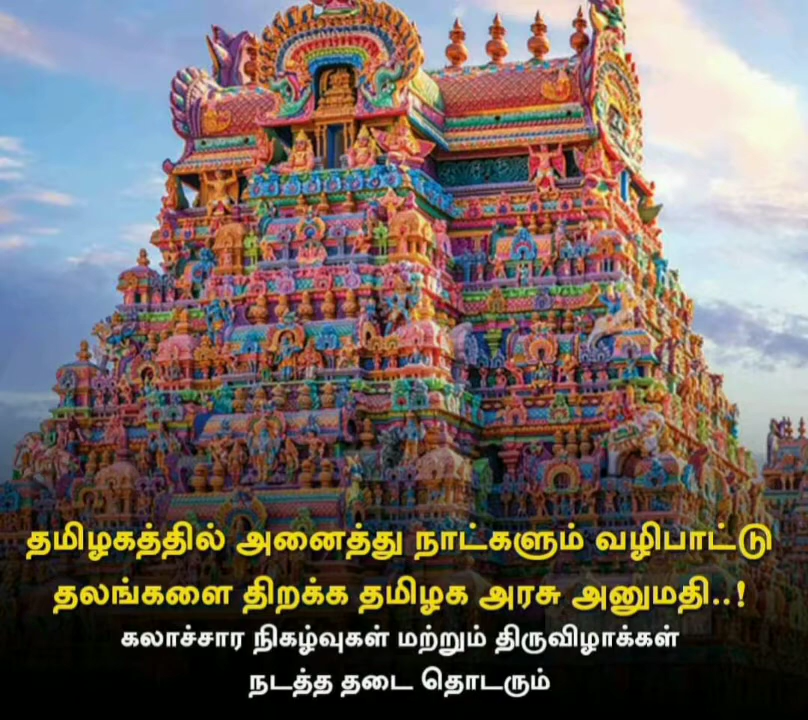 தமிழகத்தில் அனைத்து நாட்களும் வழிபாட்டு
தலங்களை திறக்க தமிழக அரசு அனுமதி..!
கலாச்சார நிகழ்வுகள் மற்றும் திருவிழாக்கள்
நடத்த தடை தொடரும்